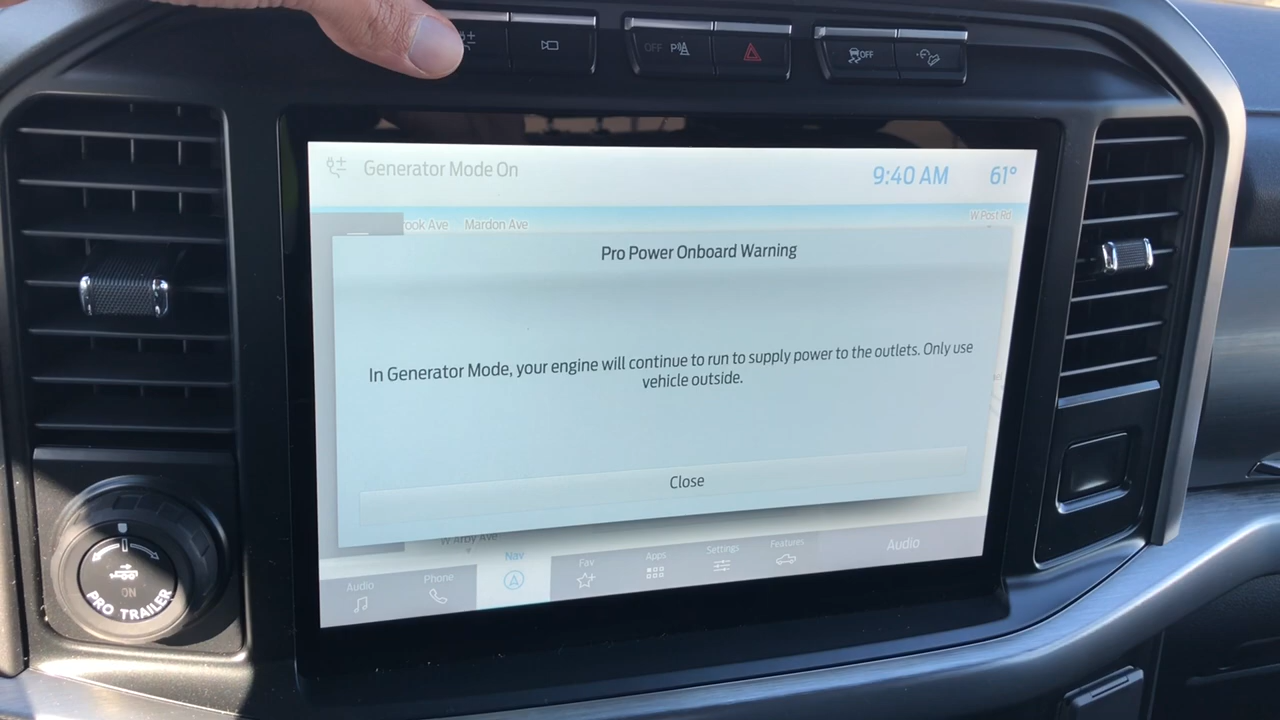 OFF P
OFF
Generator Mode On
9:40 AM
61°
ook Ave
Mardon Ave
W Post Rd
Pro Power Onboard Warning
In Generator Mode, your engine will continue to run to supply power to the outlets. Only use
vehicle outside.
Close
W Arby Ave
Audio
Phone
Nav
Fav
Apps
Settings
Features
Audio
ON
PRO TRAILER